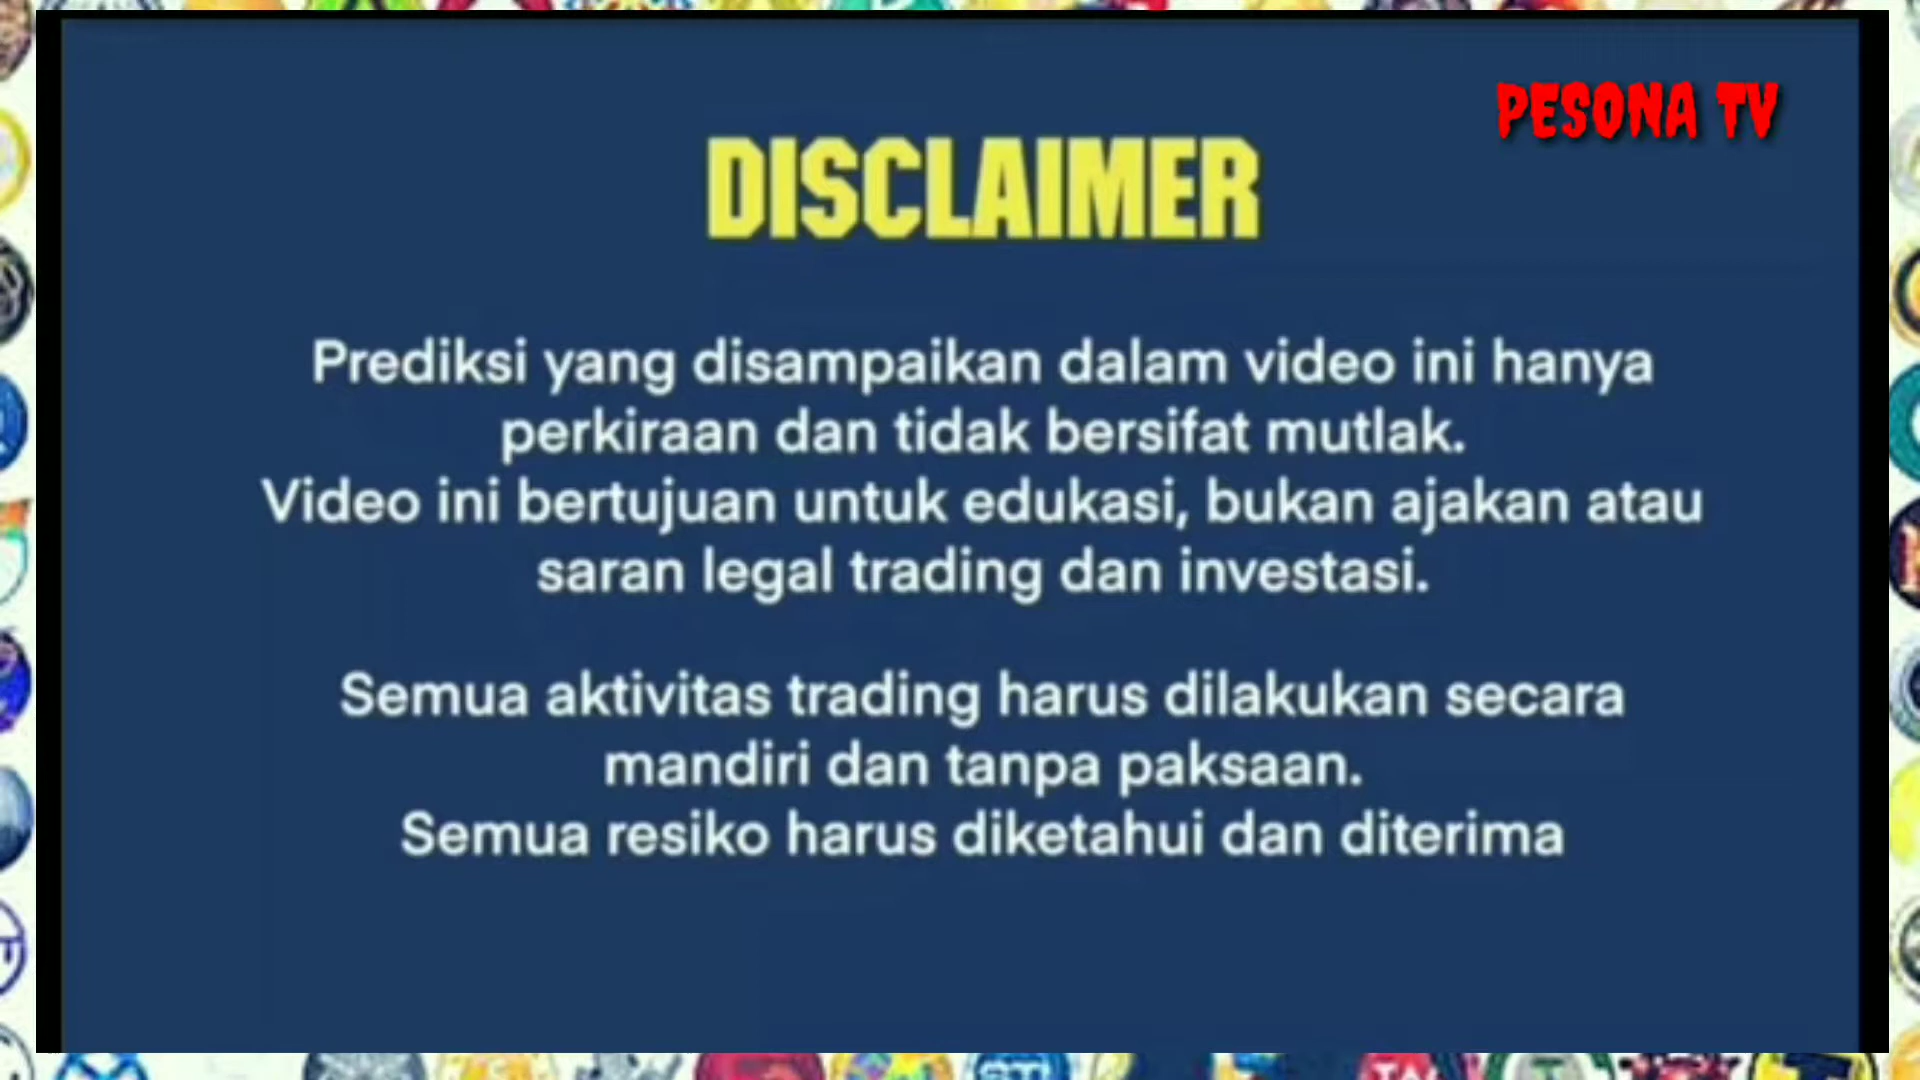 PESONA TV
DISCLAIMER
Prediksi yang disampaikan dalam video ini hanya
perkiraan dan tidak bersifat mutlak.
Video ini bertujuan untuk edukasi, bukan ajakan atau
saran legal trading dan investasi.
Semua aktivitas trading harus dilakukan secara
mandiri dan tanpa paksaan.
Semua resiko harus diketahui dan diterima